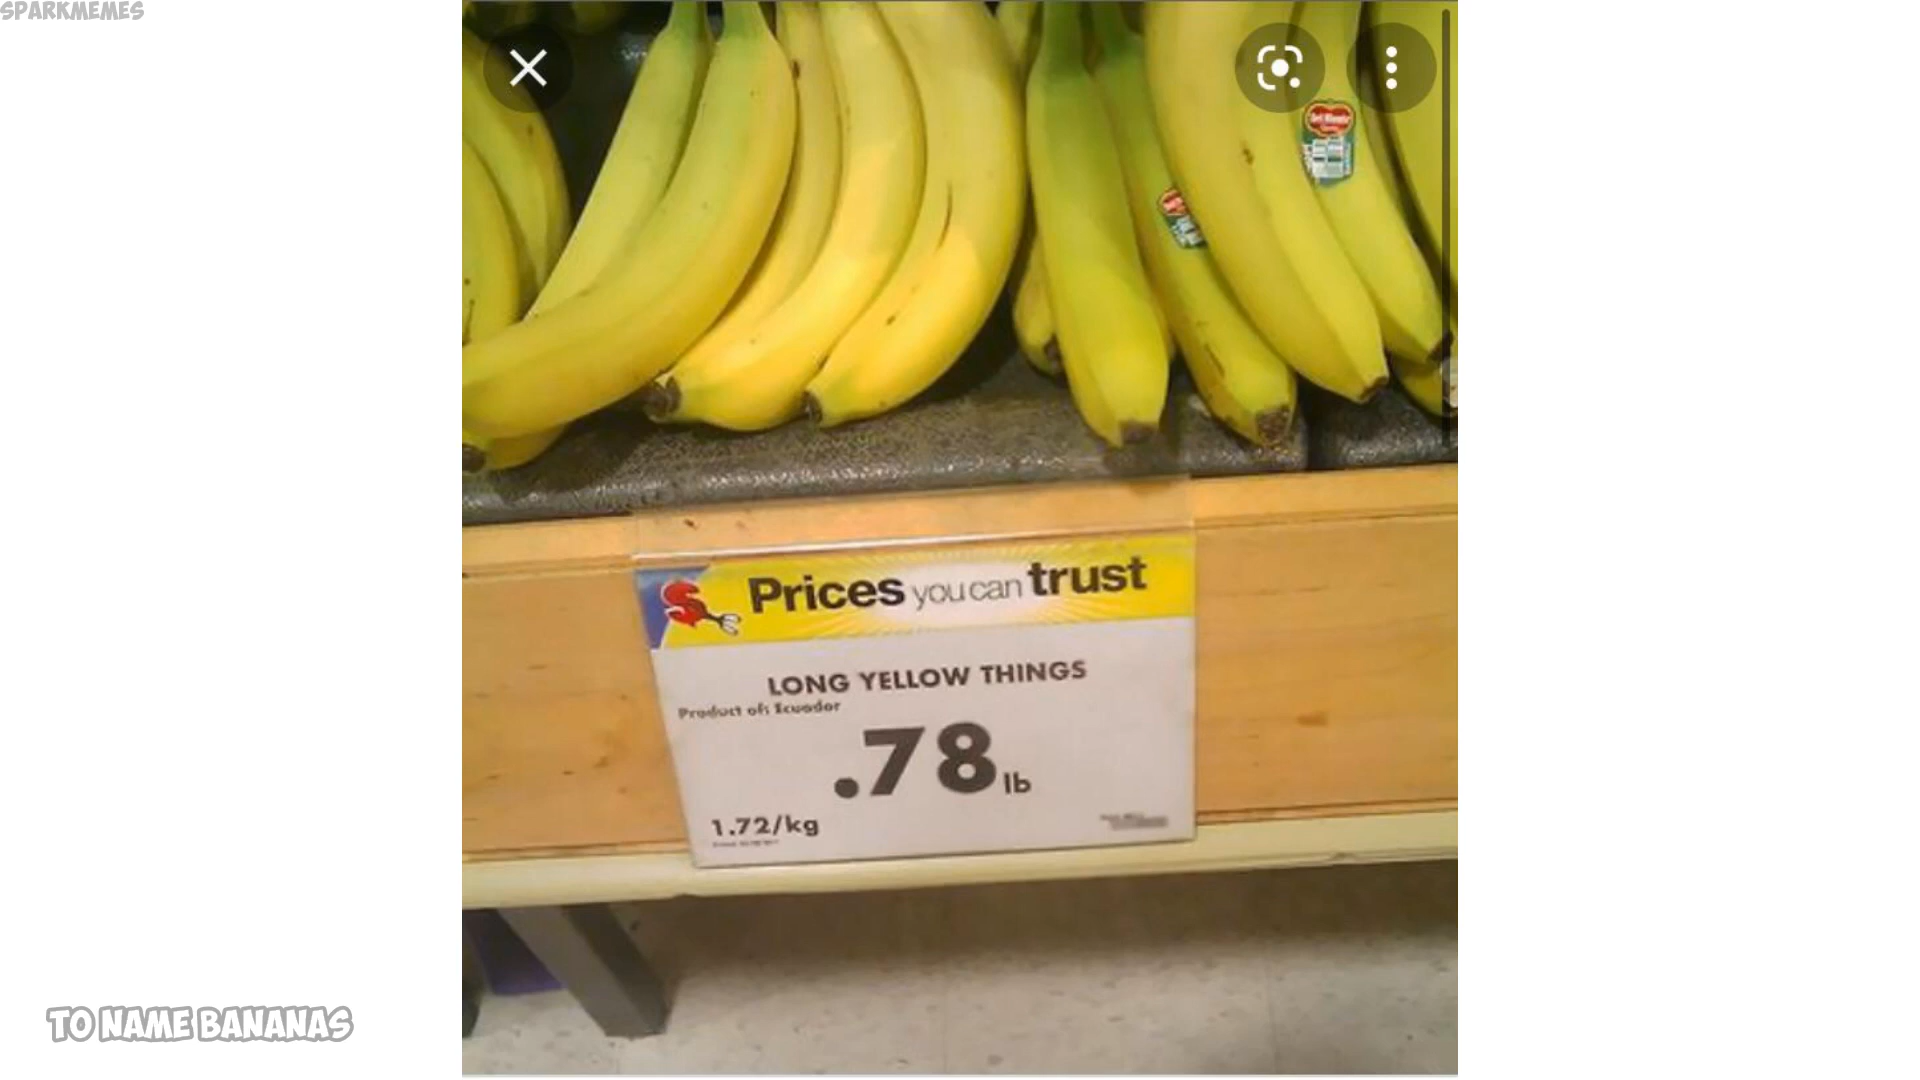 SPARKMEMES
Prices you can trust
LONG YELLOW THINGS
Product of: Ecuador
.78 lb
1.72/kg
TO NAME BANANAS